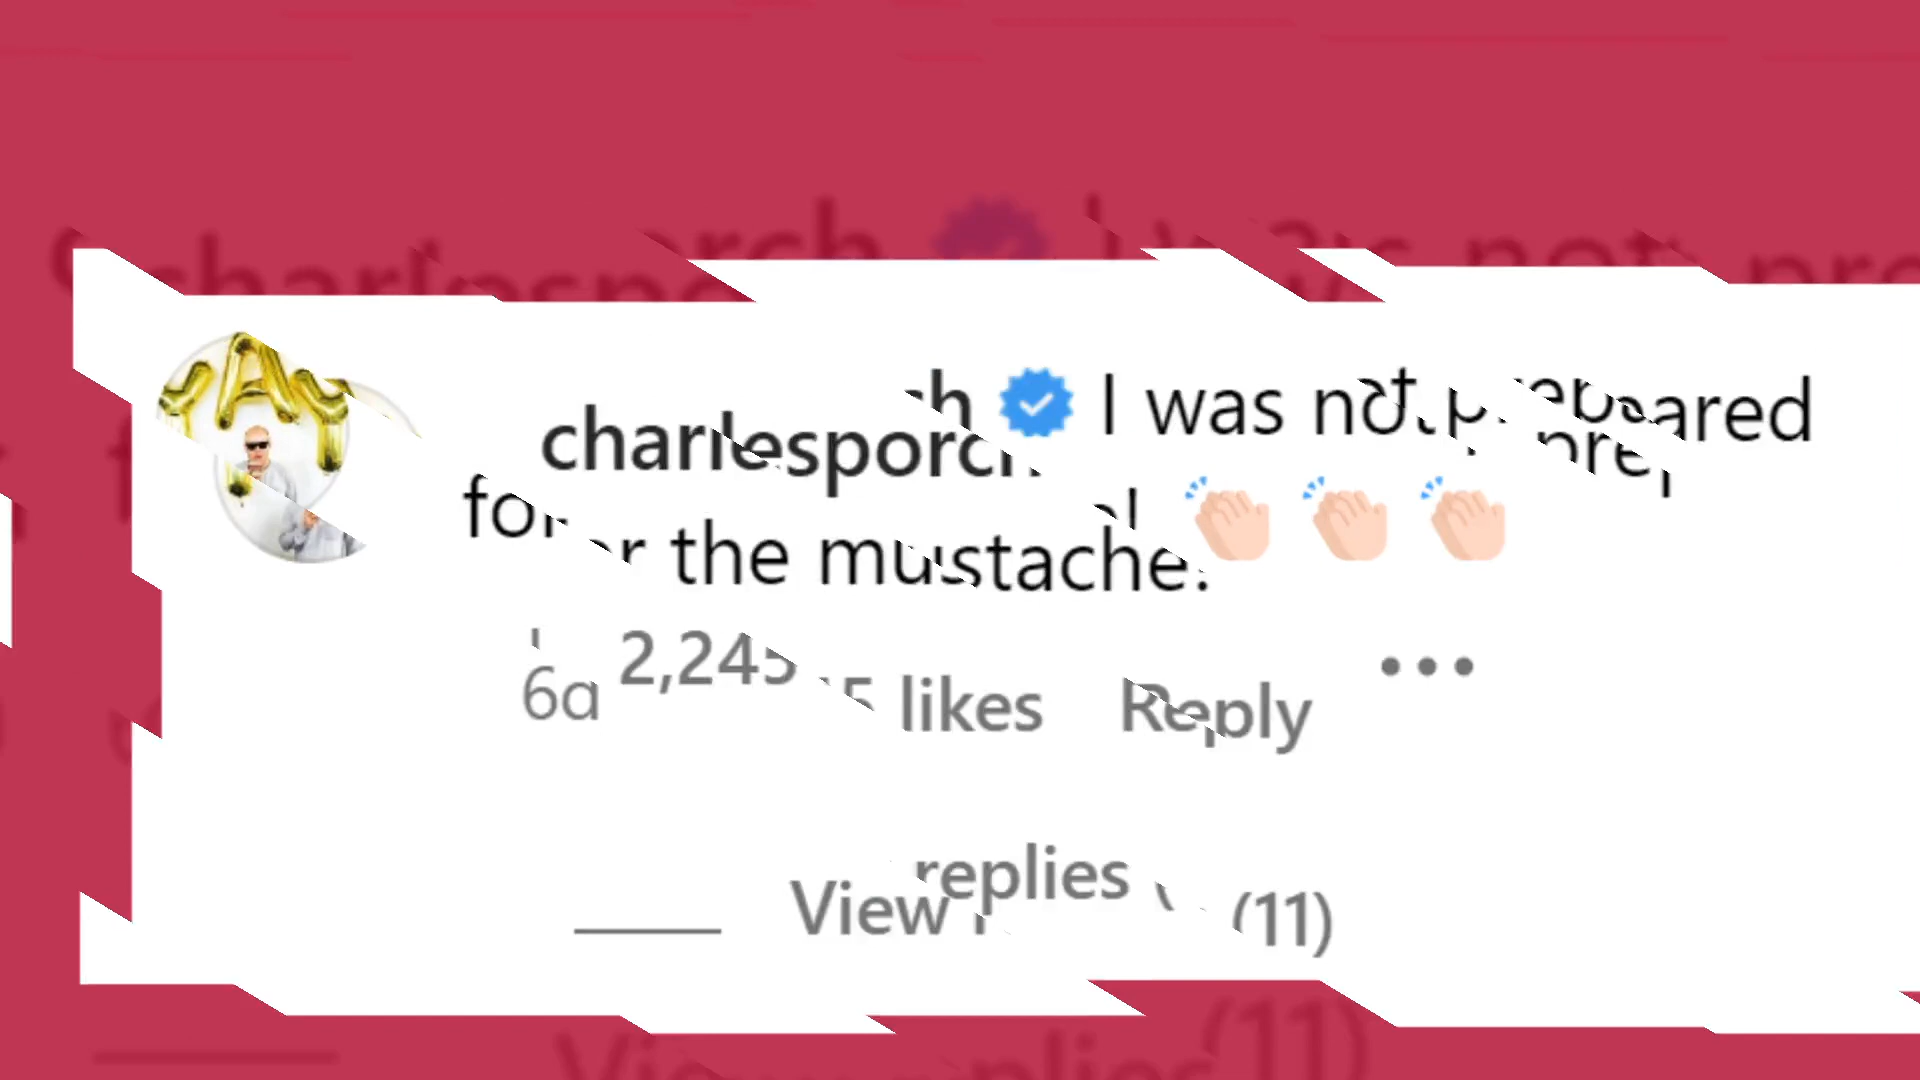 charlesporch I was not prepared
for the mustache! 👏🏻 👏🏻 👏🏻
6d 2,245 likes Reply •••
View replies (11)